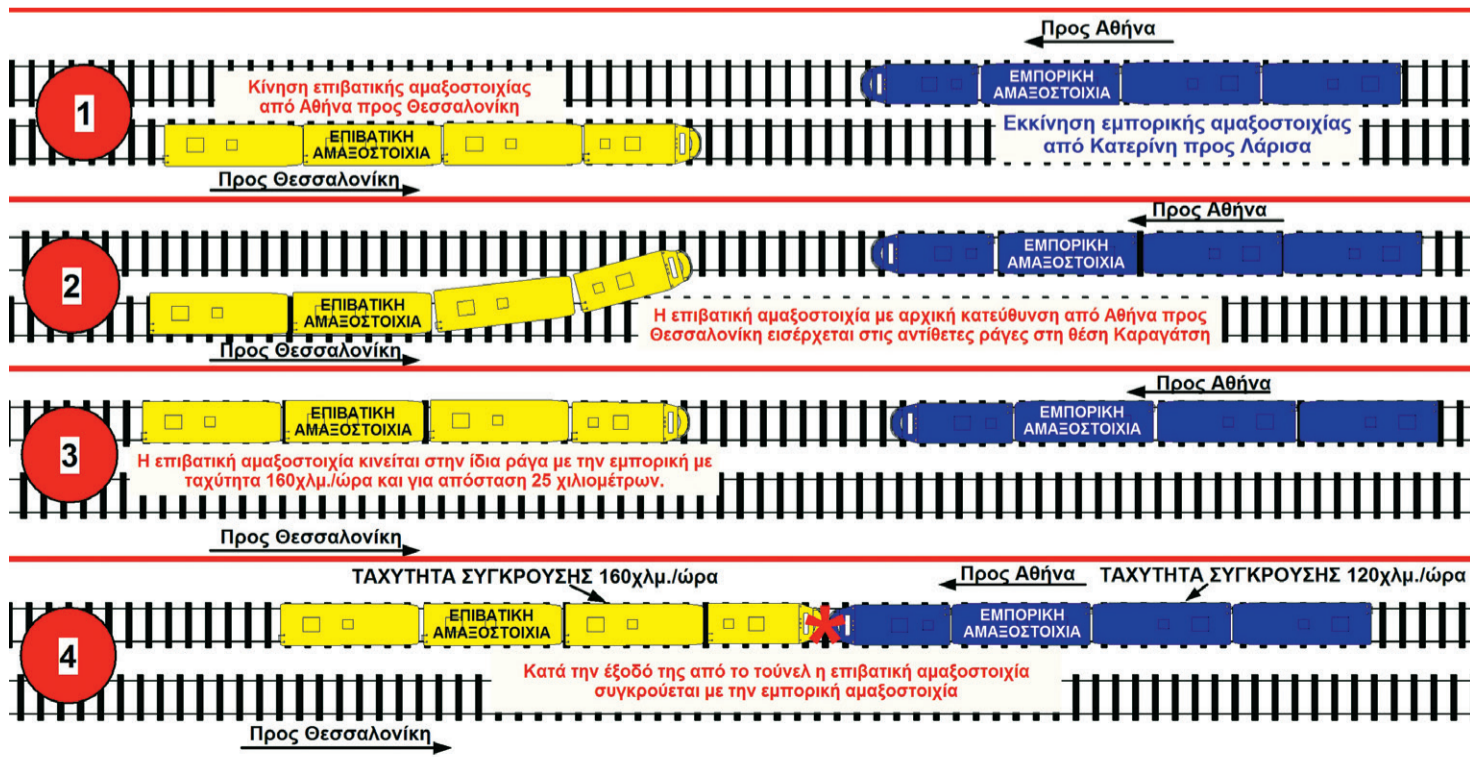 Προς Αθήνα
1
Κίνηση επιβατικής αμαξοστοιχίας
από Αθήνα προς Θεσσαλονίκη
ΕΜΠΟΡΙΚΗ
ΑΜΑΞΟΣΤΟΙΧΙΑ
ΕΠΙΒΑΤΙΚΗ
ΑΜΑΞΟΣΤΟΙΧΙΑ
Εκκίνηση εμπορικής αμαξοστοιχίας
από Κατερίνη προς Λάρισα
Προς Θεσσαλονίκη
Προς Αθήνα
2
ΕΜΠΟΡΙΚΗ
ΑΜΑΞΟΣΤΟΙΧΙΑ
ΕΠΙΒΑΤΙΚΗ
ΑΜΑΞΟΣΤΟΙΧΙΑ
Η επιβατική αμαξοστοιχία με αρχική κατεύθυνση από Αθήνα προς
Θεσσαλονίκη εισέρχεται στις αντίθετες ράγες στη θέση Καραγάτση
Προς Θεσσαλονίκη
Προς Αθήνα
3
ΕΠΙΒΑΤΙΚΗ
ΑΜΑΞΟΣΤΟΙΧΙΑ
ΕΜΠΟΡΙΚΗ
ΑΜΑΞΟΣΤΟΙΧΙΑ
Η επιβατική αμαξοστοιχία κινείται στην ίδια ράγα με την εμπορική με
ταχύτητα 160χλμ./ώρα και για απόσταση 25 χιλιομέτρων.
Προς Θεσσαλονίκη
ΤΑΧΥΤΗΤΑ ΣΥΓΚΡΟΥΣΗΣ 160χλμ./ώρα
Προς Αθήνα
ΤΑΧΥΤΗΤΑ ΣΥΓΚΡΟΥΣΗΣ 120χλμ./ώρα
4
ΕΠΙΒΑΤΙΚΗ
ΑΜΑΞΟΣΤΟΙΧΙΑ
ΕΜΠΟΡΙΚΗ
ΑΜΑΞΟΣΤΟΙΧΙΑ
Κατά την έξοδό της από το τούνελ η επιβατική αμαξοστοιχία
συγκρούεται με την εμπορική αμαξοστοιχία
Προς Θεσσαλονίκη